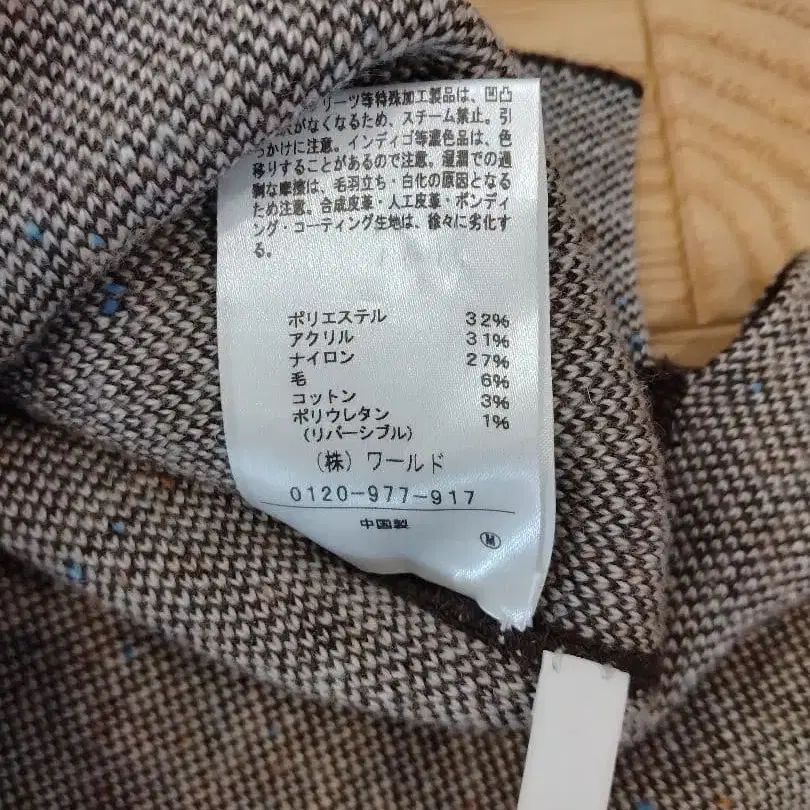 リーツ等特殊加工製品は、凹凸
がなくなるため、スチーム禁止。引
っかけに注意。インディゴ等濃色品は、色
移りすることがあるので注意。湿潤での過
剰な摩擦は、毛羽立ち・白化の原因となる
ため注意。合成皮革・人工皮革・ボンディ
ング・コーティング生地は、徐々に劣化す
る。
ポリエステル 32%
アクリル 31%
ナイロン 27%
毛 6%
コットン 3%
ポリウレタン 1%
(リバーシブル)
(株)ワールド
0120-977-917
中国製